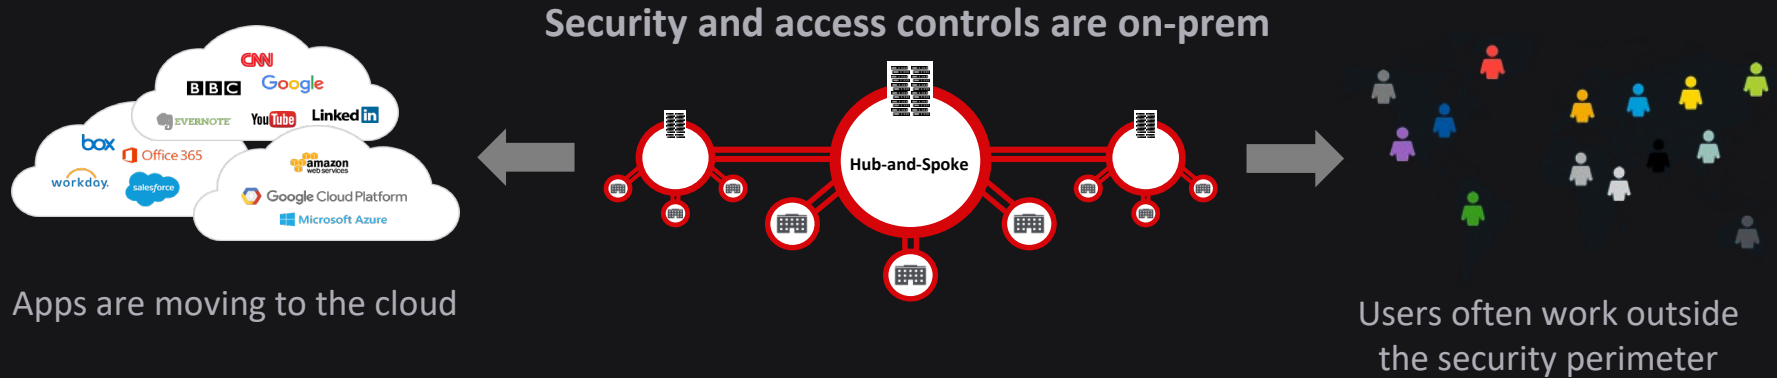 Security and access controls are on-prem
CNN
BBC
Google
EVERNOTE
YouTube
Linked in
box
Office 365
workday.
salesforce
amazon
web services
Google Cloud Platform
Microsoft Azure
Hub-and-Spoke
Apps are moving to the cloud
Users often work outside
the security perimeter